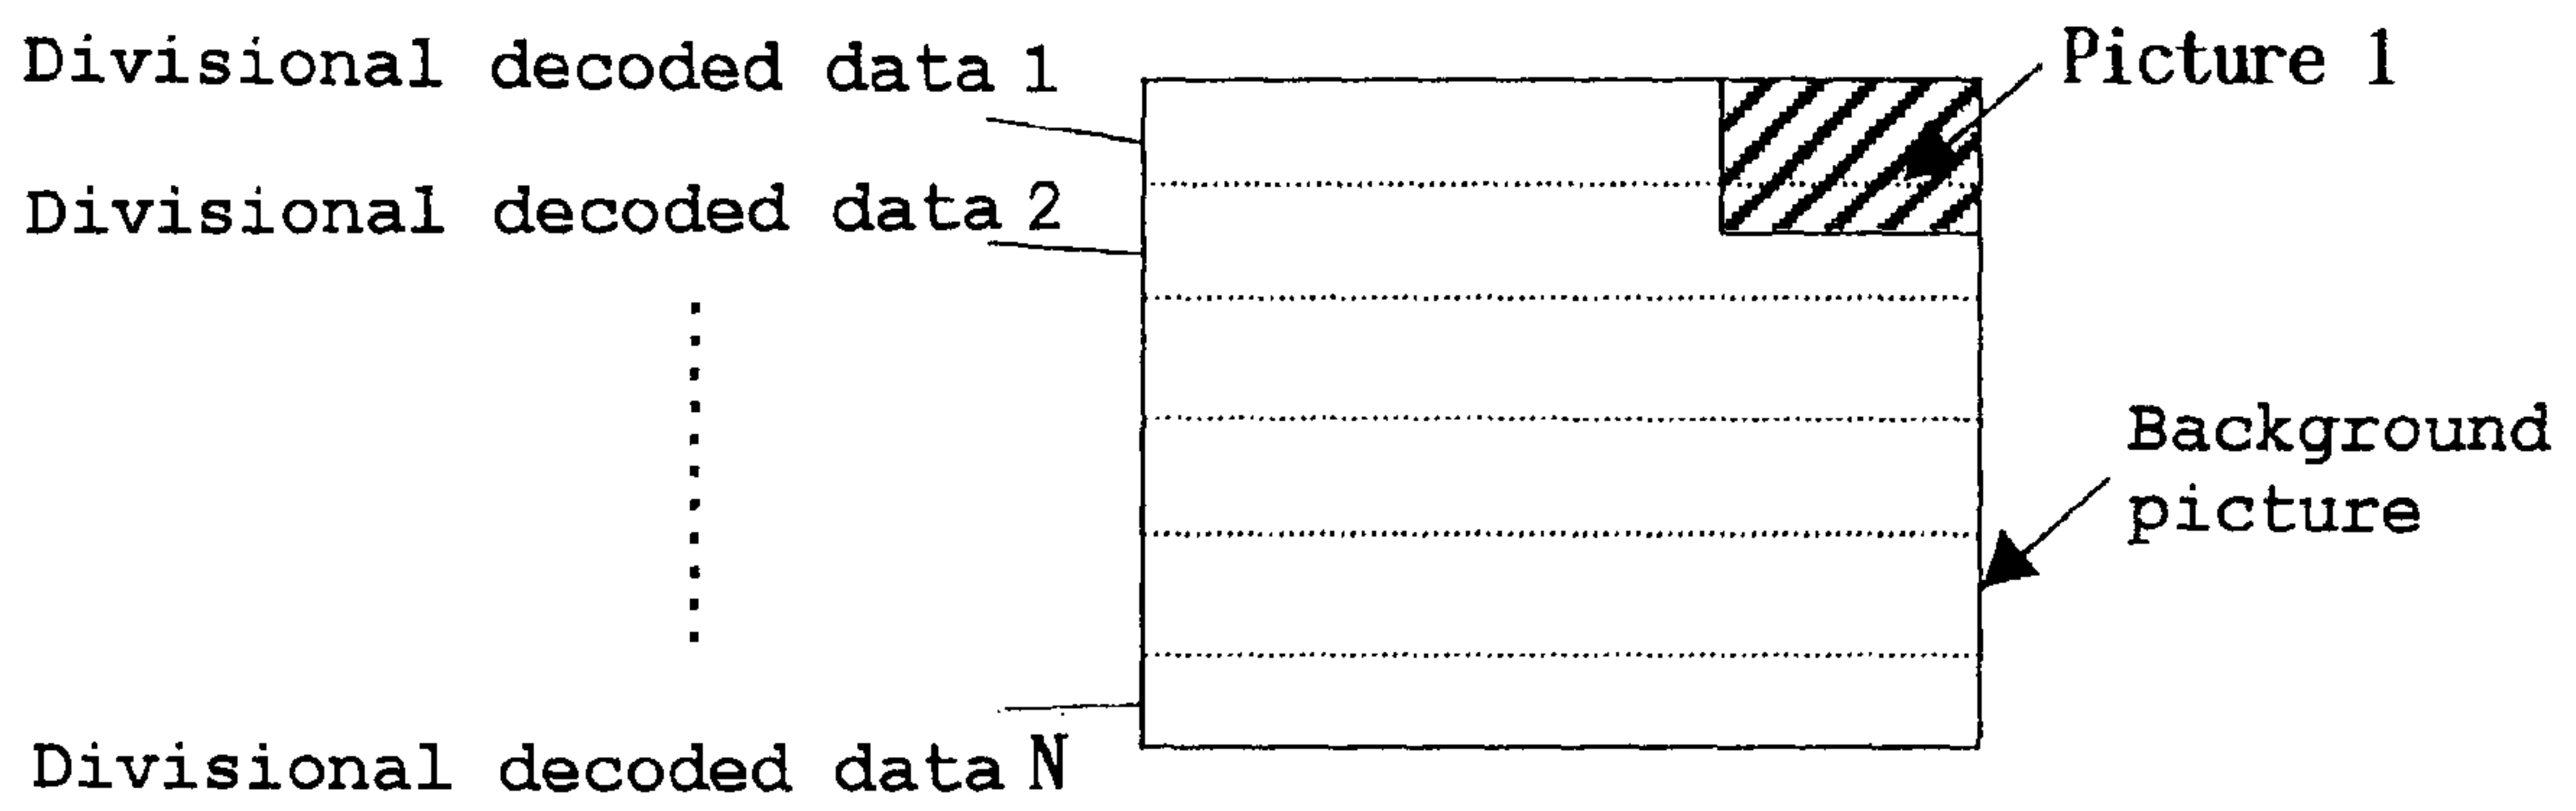 Divisional decoded data 1
Picture 1
Divisional decoded data 2
Background
picture
Divisional decoded data N